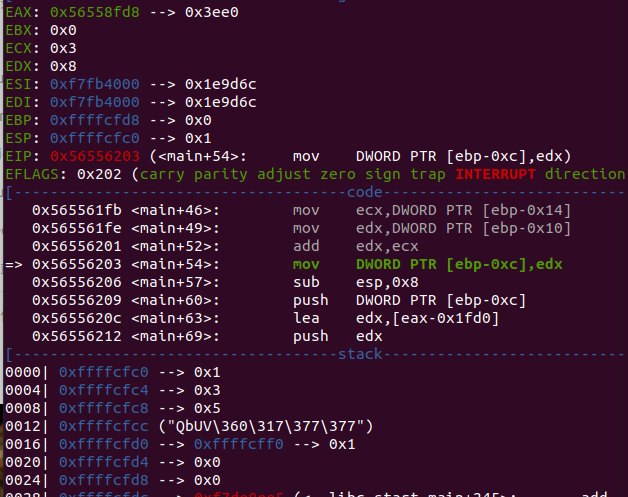 EAX: 0x56558fd8 --> 0x3ee0
EBX: 0x0
ECX: 0x3
EDX: 0x8
ESI: 0xf7fb4000 --> 0x1e9d6c
EDI: 0xf7fb4000 --> 0x1e9d6c
EBP: 0xffffcfd8 --> 0x0
ESP: 0xffffcfc0 --> 0x1
EIP: 0x56556203 (<main+54>: mov DWORD PTR [ebp-0xc],edx)
EFLAGS: 0x202 (carry parity adjust zero sign trap INTERRUPT direction
[-------------------------------------code-----------------------------
0x565561fb <main+46>: mov ecx,DWORD PTR [ebp-0x14]
0x565561fe <main+49>: mov edx,DWORD PTR [ebp-0x10]
0x56556201 <main+52>: add edx,ecx
=> 0x56556203 <main+54>: mov DWORD PTR [ebp-0xc],edx
0x56556206 <main+57>: sub esp,0x8
0x56556209 <main+60>: push DWORD PTR [ebp-0xc]
0x5655620c <main+63>: lea edx,[eax-0x1fd0]
0x56556212 <main+69>: push edx
[------------------------------------stack-----------------------------
0000| 0xffffcfc0 --> 0x1
0004| 0xffffcfc4 --> 0x3
0008| 0xffffcfc8 --> 0x5
0012| 0xffffcfcc ("QbUV\360\317\377\377")
0016| 0xffffcfd0 --> 0xffffcff0 --> 0x1
0020| 0xffffcfd4 --> 0x0
0024| 0xffffcfd8 --> 0x0